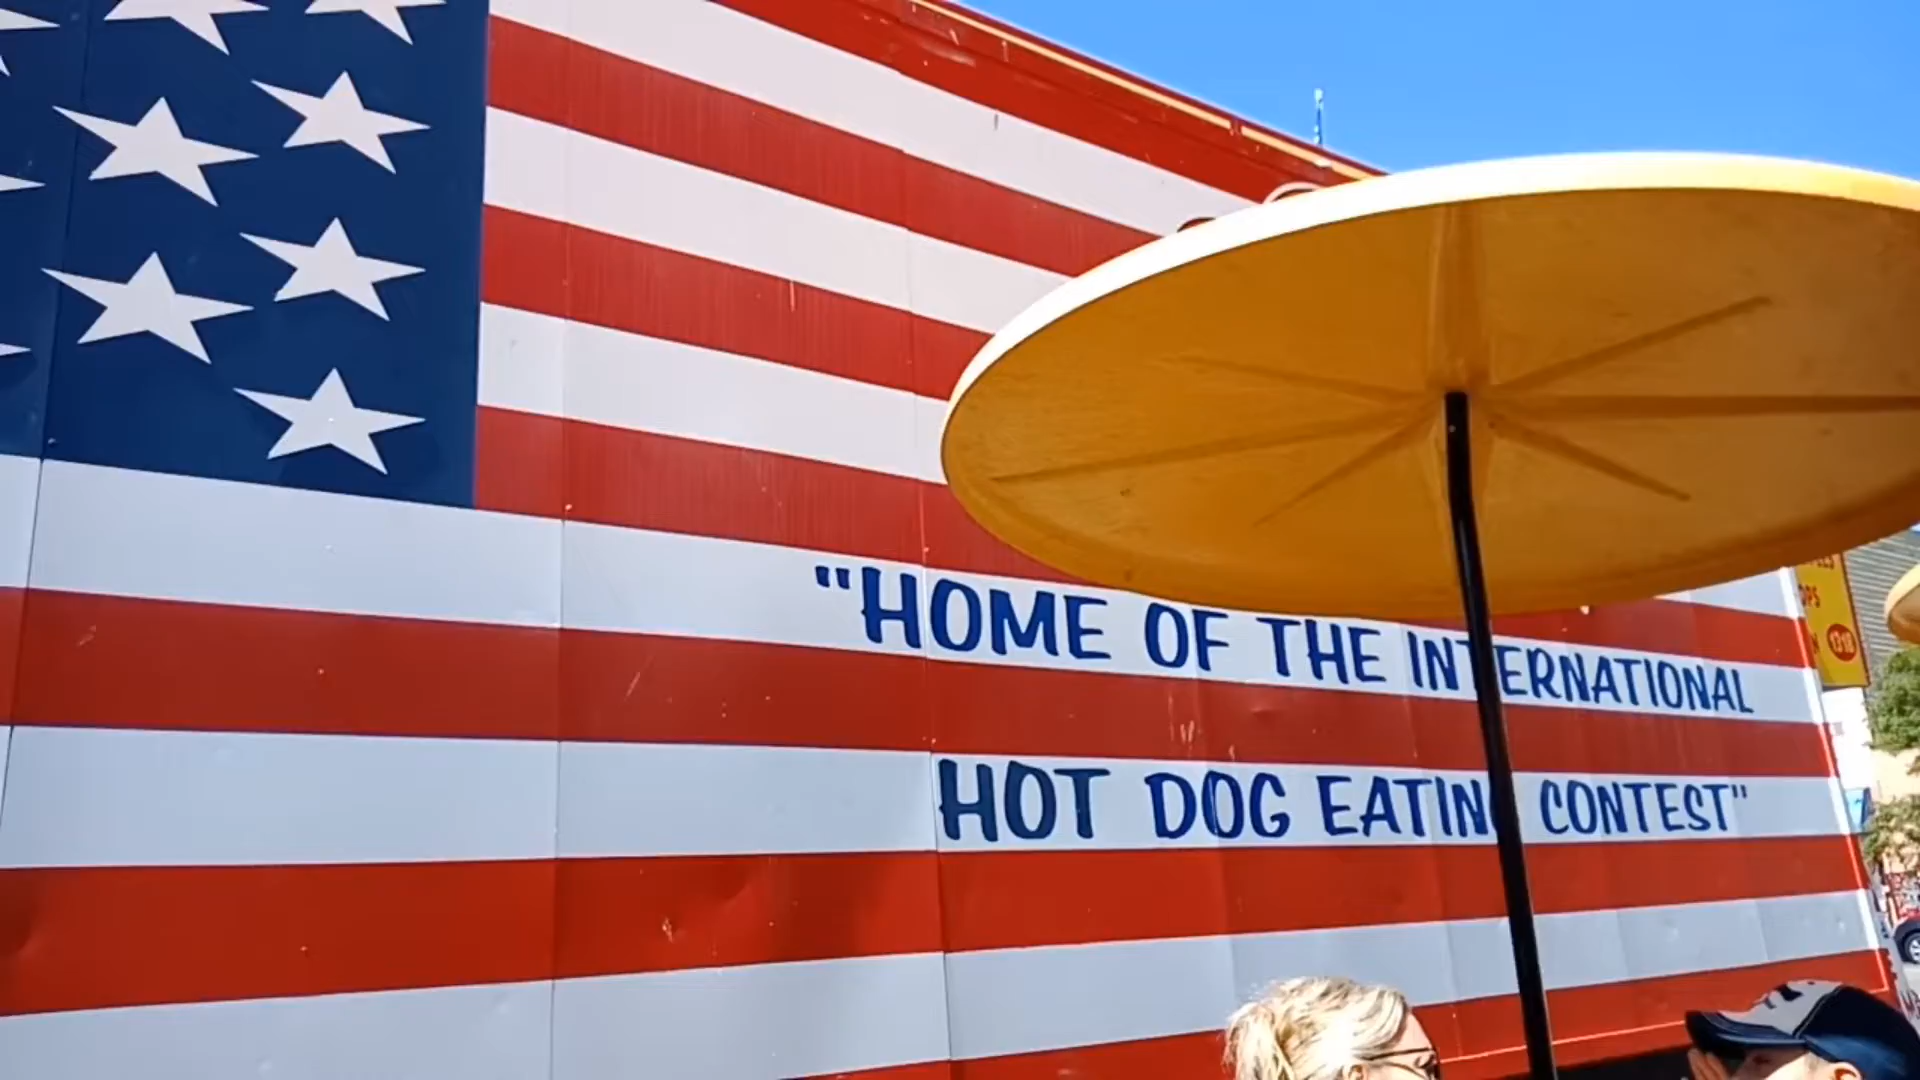 "HOME OF THE INTERNATIONAL
HOT DOG EATING CONTEST"